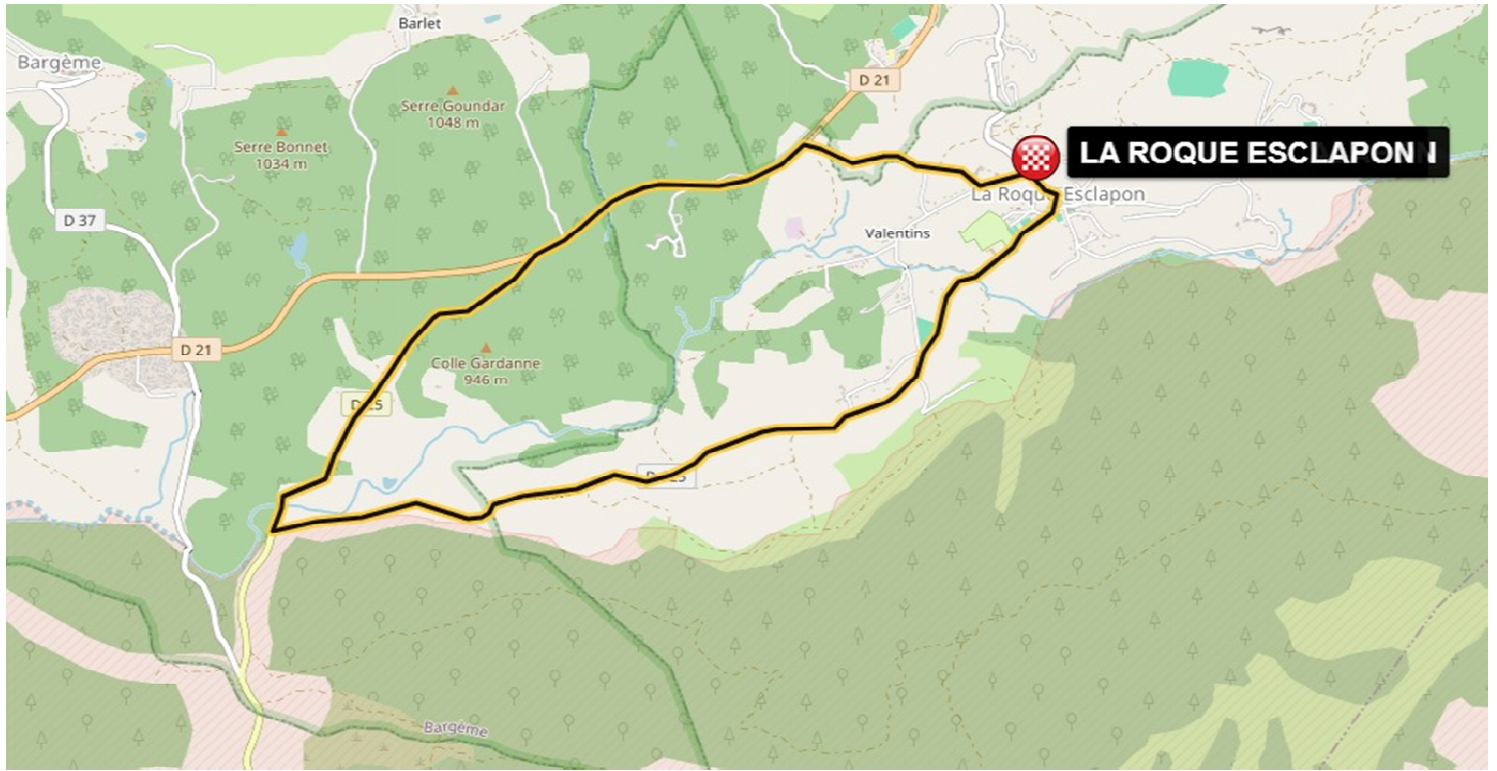 Barlet
Bargème
D 21
Serre Goundar
1048 m
Serre Bonnet
1034 m
LA ROQUE ESCLAPON
La Roque Esclapon
D 37
Valentins
D 21
Colle Gardanne
946 m
Bargème